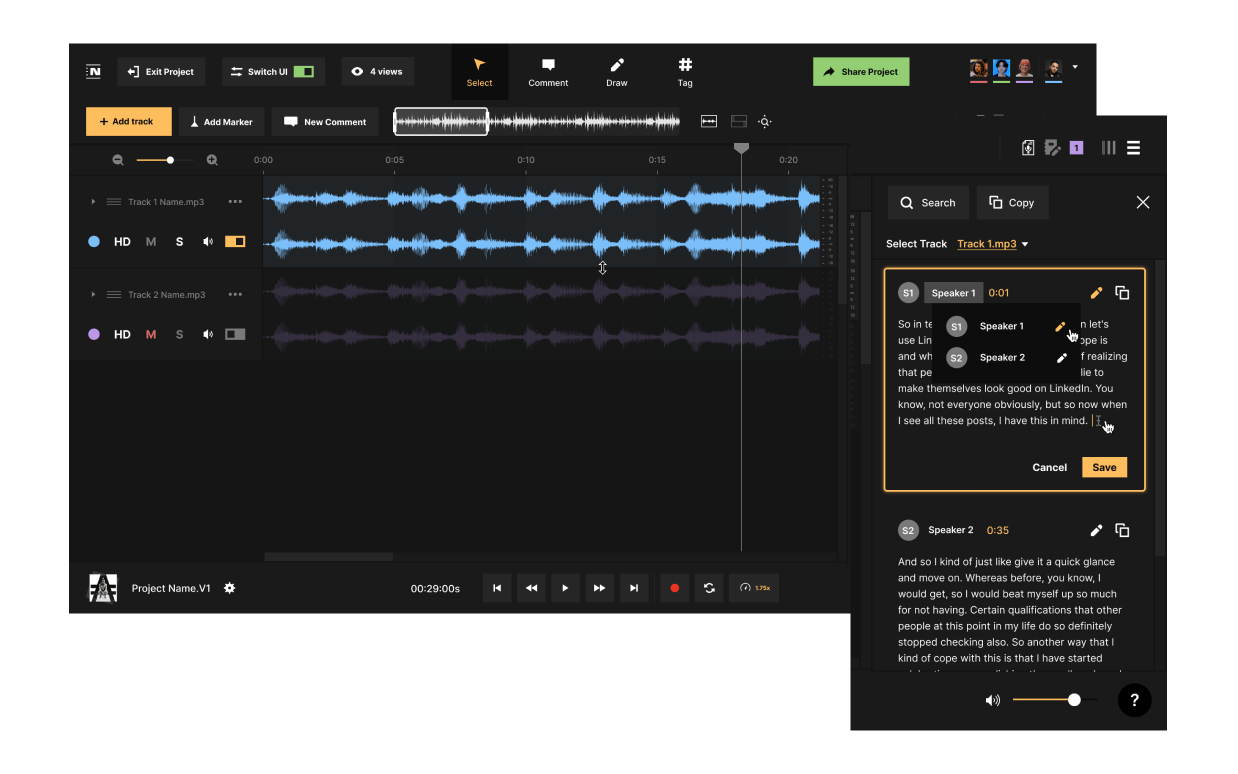 N
Exit Project
Switch UI
4 views
Select
Comment
Draw
Tag
Share Project
+ Add track
Add Marker
New Comment
0:00
0:05
0:10
0:15
0:20
Track 1 Name.mp3
HD M S
Track 2 Name.mp3
HD M S
Project Name.V1
00:29:00s
1.75x
1
Search
Copy
Select Track Track 1.mp3
S1 Speaker 1 0:01
S1 Speaker 1
S2 Speaker 2
So in te
n let's
use Lin
ope is
and wh
f realizing
that pe
lie to
make themselves look good on LinkedIn. You
know, not everyone obviously, but so now when
I see all these posts, I have this in mind.
Cancel
Save
S2 Speaker 2 0:35
And so I kind of just like give it a quick glance
and move on. Whereas before, you know, I
would get, so I would beat myself up so much
for not having. Certain qualifications that other
people at this point in my life do so definitely
stopped checking also. So another way that I
kind of cope with this is that I have started
?